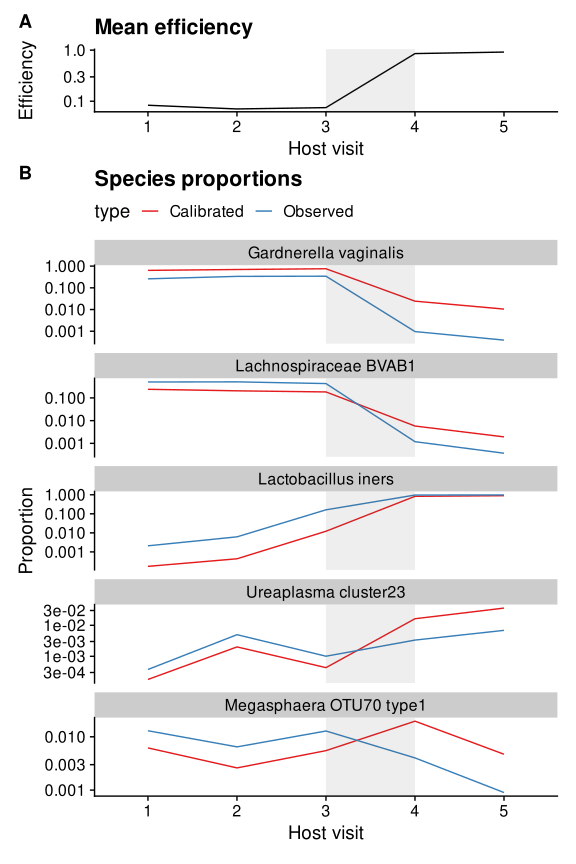 A
Mean efficiency
Efficiency
1.0
0.3
0.1
1 2 3 4 5
Host visit
B
Species proportions
type Calibrated Observed
Proportion
Gardnerella vaginalis
1.000
0.100
0.010
0.001
Lachnospiraceae BVAB1
0.100
0.010
0.001
Lactobacillus iners
1.000
0.100
0.010
0.001
Ureaplasma cluster23
3e-02
1e-02
3e-03
1e-03
3e-04
Megasphaera OTU70 type1
0.010
0.003
0.001
1 2 3 4 5
Host visit